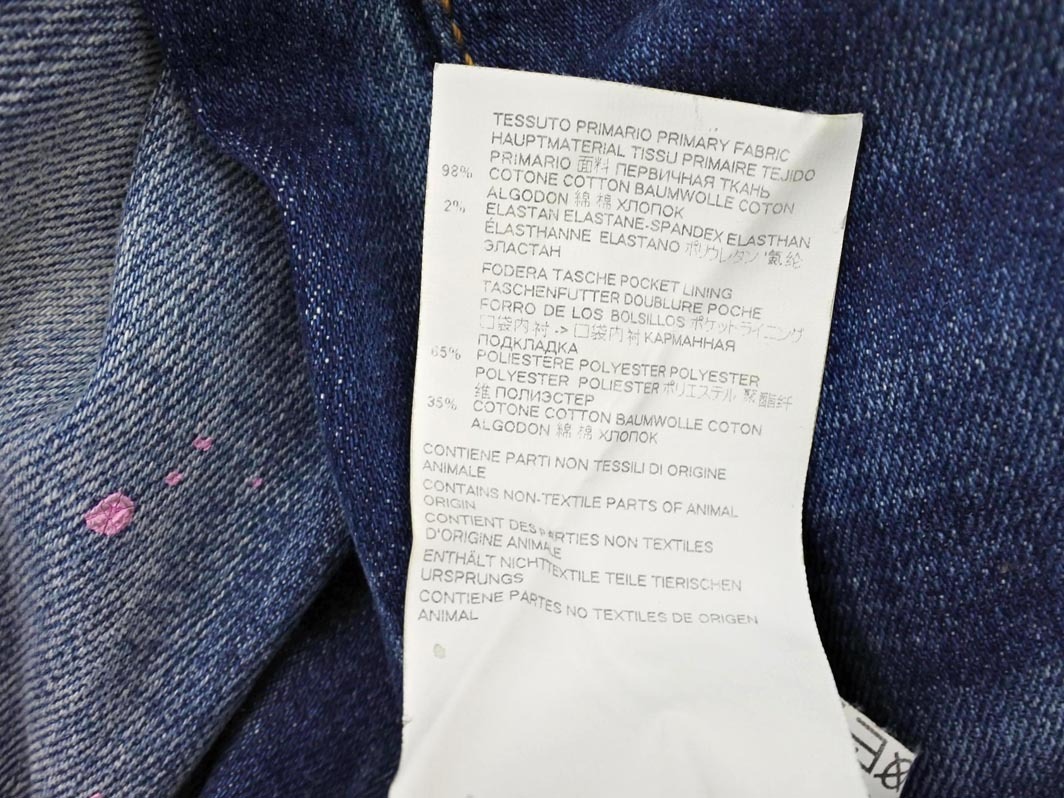 TESSUTO PRIMARIO PRIMARY FABRIC
HAUPTMATERIAL TISSU PRIMAIRE TEJIDO
PRIMARIO 面料 ПЕРВИЧНАЯ ТКАНЬ
98% COTONE COTTON BAUMWOLLE COTON
ALGODON 綿 棉 ХЛОПОК
2% ELASTAN ELASTANE-SPANDEX ELASTHAN
ÉLASTHANNE ELASTANO ポリウレタン 氨纶
ЭЛАСТАН
FODERA TASCHE POCKET LINING
TASCHENFUTTER DOUBLURE POCHE
FORRO DE LOS BOLSILLOS ポケットライニング
口袋内衬 -> 口袋内衬 КАРМАННАЯ
ПОДКЛАДКА
65% POLIESTERE POLYESTER POLYESTER
POLYESTER POLIESTER ポリエステル 聚酯纤
维 ПОЛИЭСТЕР
35% COTONE COTTON BAUMWOLLE COTON
ALGODON 綿 棉 ХЛОПОК
CONTIENE PARTI NON TESSILI DI ORIGINE
ANIMALE
CONTAINS NON-TEXTILE PARTS OF ANIMAL
ORIGIN
CONTIENT DES PARTIES NON TEXTILES
D'ORIGINE ANIMALE
ENTHÄLT NICHTTEXTILE TEILE TIERISCHEN
URSPRUNGS
CONTIENE PARTES NO TEXTILES DE ORIGEN
ANIMAL